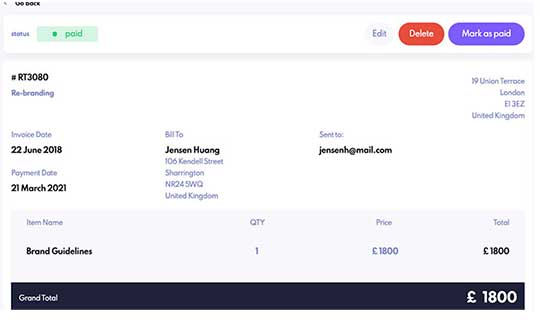 Go Back
status paid Edit Delete Mark as paid
# RT3080
Re-branding
19 Union Terrace
London
E1 3EZ
United Kingdom
Invoice Date
22 June 2018
Payment Date
21 March 2021
Bill To
Jensen Huang
106 Kendell Street
Sharrington
NR24 5WQ
United Kingdom
Sent to:
jensenh@mail.com
Item Name QTY Price Total
Brand Guidelines 1 £ 1800 £ 1800
Grand Total £ 1800